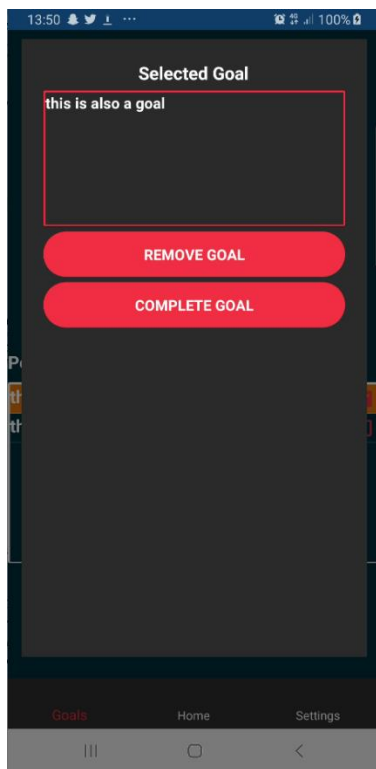 13:50 100%
Selected Goal
this is also a goal
REMOVE GOAL
COMPLETE GOAL
Goals Home Settings